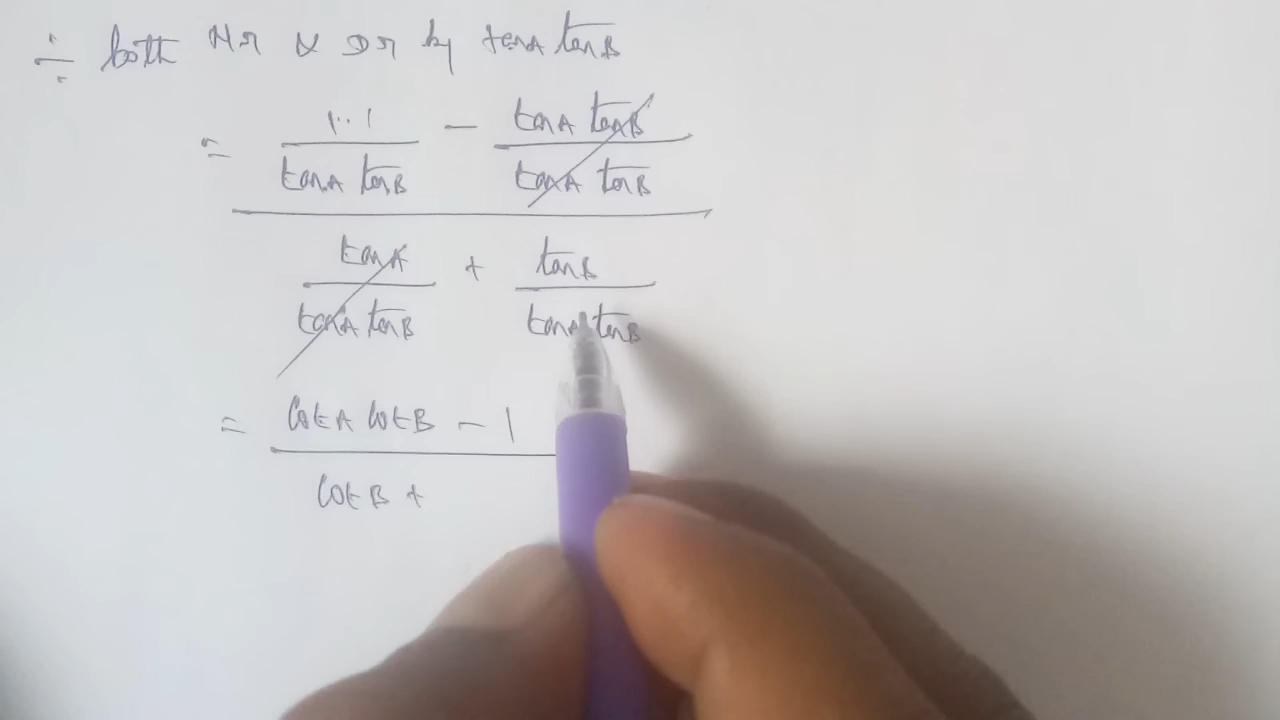 ÷ both Nr & Dr by tanA tanB
= 1·1 / tanA tanB − tanA tanB / tanA tanB
tanA / tanA tanB + tanB / tanA tanB
= cotA cotB − 1
cotB +